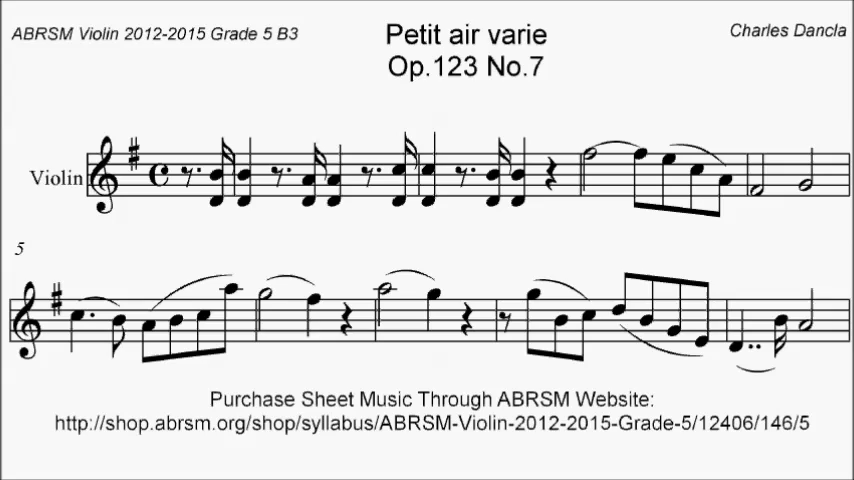 ABRSM Violin 2012-2015 Grade 5 B3
Petit air varie
Op.123 No.7
Charles Dancla
Violin
5
Purchase Sheet Music Through ABRSM Website:
http://shop.abrsm.org/shop/syllabus/ABRSM-Violin-2012-2015-Grade-5/12406/146/5